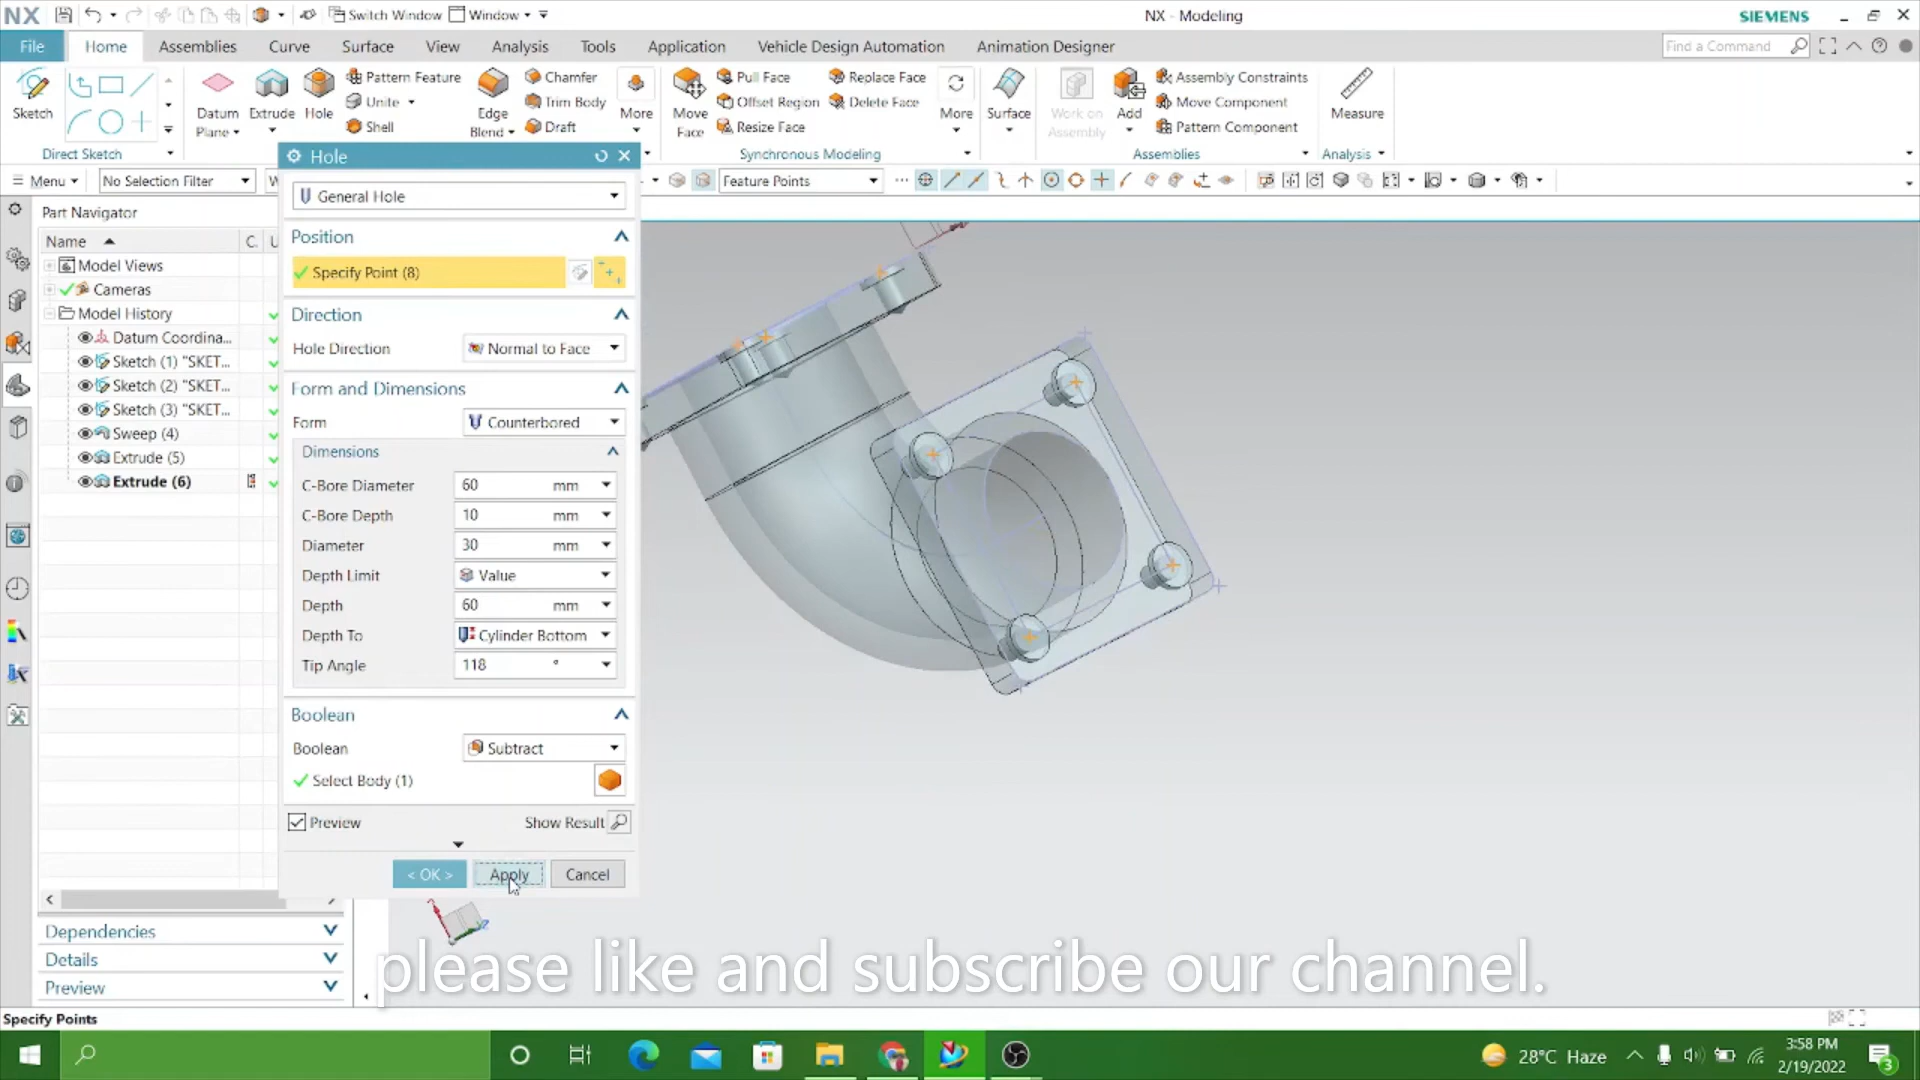 NX
Switch Window
Window
NX - Modeling
SIEMENS
File
Home
Assemblies
Curve
Surface
View
Analysis
Tools
Application
Vehicle Design Automation
Animation Designer
Find a Command
Sketch
Direct Sketch
Datum
Plane
Extrude
Hole
Pattern Feature
Unite
Shell
Edge
Blend
Chamfer
Trim Body
Draft
More
Move
Face
Pull Face
Offset Region
Resize Face
Replace Face
Delete Face
More
Synchronous Modeling
Surface
Work on
Assembly
Add
Assembly Constraints
Move Component
Pattern Component
Assemblies
Measure
Analysis
Menu
No Selection Filter
Feature Points
Part Navigator
Name
C.
Model Views
Cameras
Model History
Datum Coordina...
Sketch (1) "SKET...
Sketch (2) "SKET...
Sketch (3) "SKET...
Sweep (4)
Extrude (5)
Extrude (6)
Dependencies
Details
Preview
Hole
General Hole
Position
Specify Point (8)
Direction
Hole Direction
Normal to Face
Form and Dimensions
Form
Counterbored
Dimensions
C-Bore Diameter 60 mm
C-Bore Depth 10 mm
Diameter 30 mm
Depth Limit Value
Depth 60 mm
Depth To Cylinder Bottom
Tip Angle 118 °
Boolean
Boolean Subtract
Select Body (1)
Preview
Show Result
< OK >
Apply
Cancel
please like and subscribe our channel.
Specify Points
28°C Haze
3:58 PM
2/19/2022
3